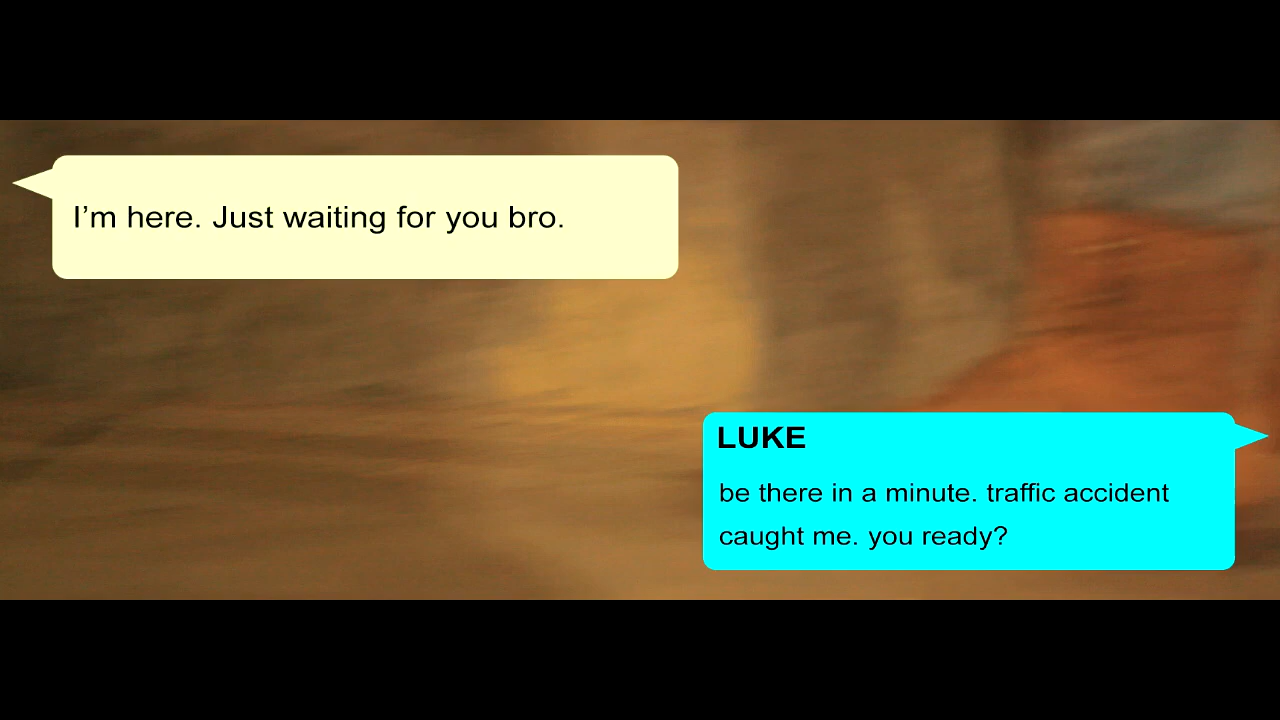 I’m here. Just waiting for you bro.
LUKE
be there in a minute. traffic accident
caught me. you ready?